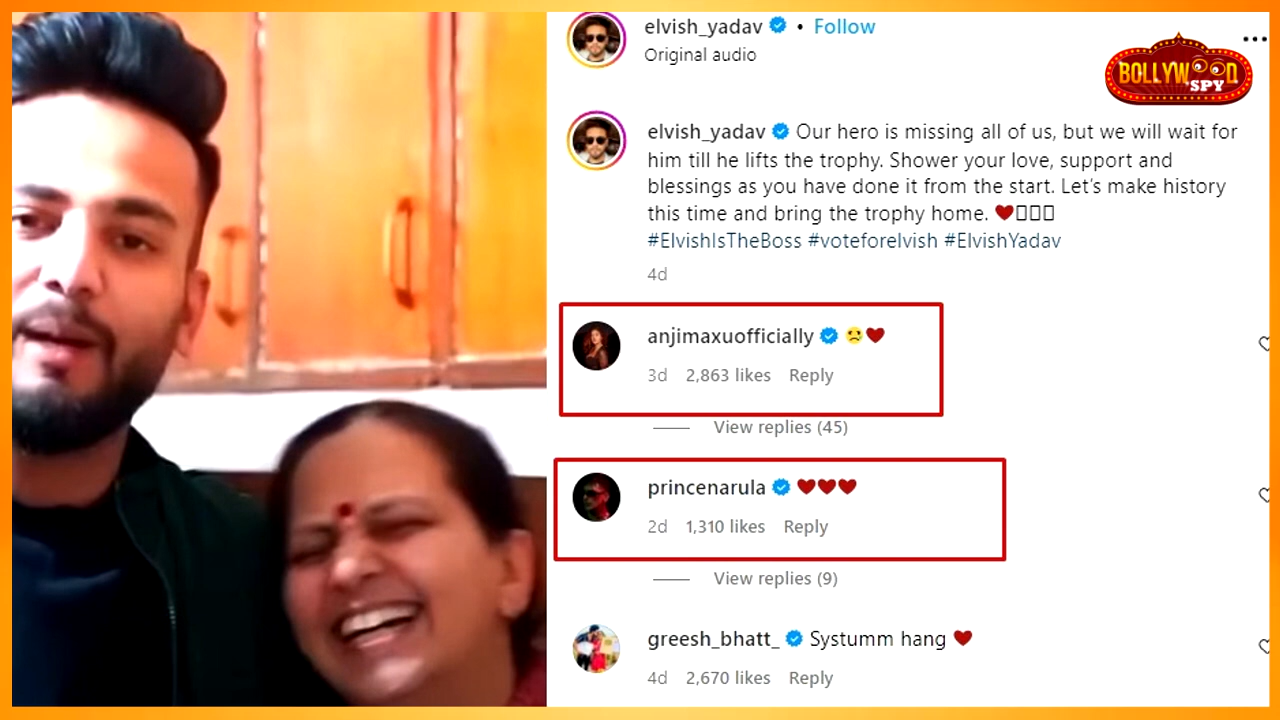 elvish_yadav • Follow
Original audio
BOLLYWOOD
SPY
elvish_yadav Our hero is missing all of us, but we will wait for
him till he lifts the trophy. Shower your love, support and
blessings as you have done it from the start. Let's make history
this time and bring the trophy home. ❤️▯▯▯
#ElvishIsTheBoss #voteforelvish #ElvishYadav
4d
anjimaxuofficially 😒❤️
3d 2,863 likes Reply
View replies (45)
princenarula ❤️❤️❤️
2d 1,310 likes Reply
View replies (9)
greesh_bhatt_ Systumm hang ❤️
4d 2,670 likes Reply